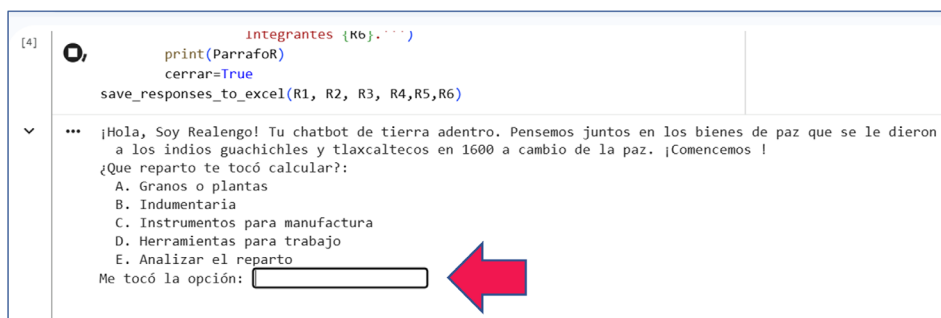 [4]
Integrantes {R6}.''')
print(ParrafoR)
cerrar=True
save_responses_to_excel(R1, R2, R3, R4,R5,R6)
¡Hola, Soy Realengo! Tu chatbot de tierra adentro. Pensemos juntos en los bienes de paz que se le dieron
a los indios guachichles y tlaxcaltecos en 1600 a cambio de la paz. ¡Comencemos !
¿Que reparto te tocó calcular?:
A. Granos o plantas
B. Indumentaria
C. Instrumentos para manufactura
D. Herramientas para trabajo
E. Analizar el reparto
Me tocó la opción: